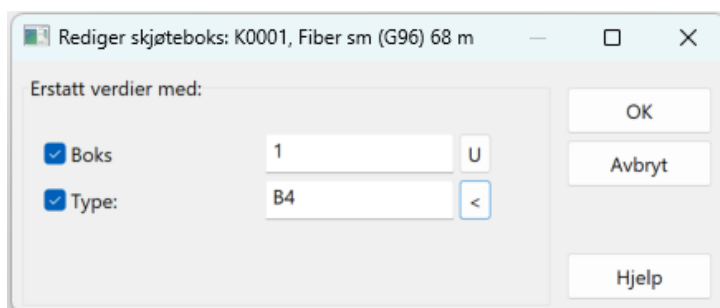 Rediger skjøteboks: K0001, Fiber sm (G96) 68 m
Erstatt verdier med:
OK
Boks 1 U
Avbryt
Type: B4 <
Hjelp